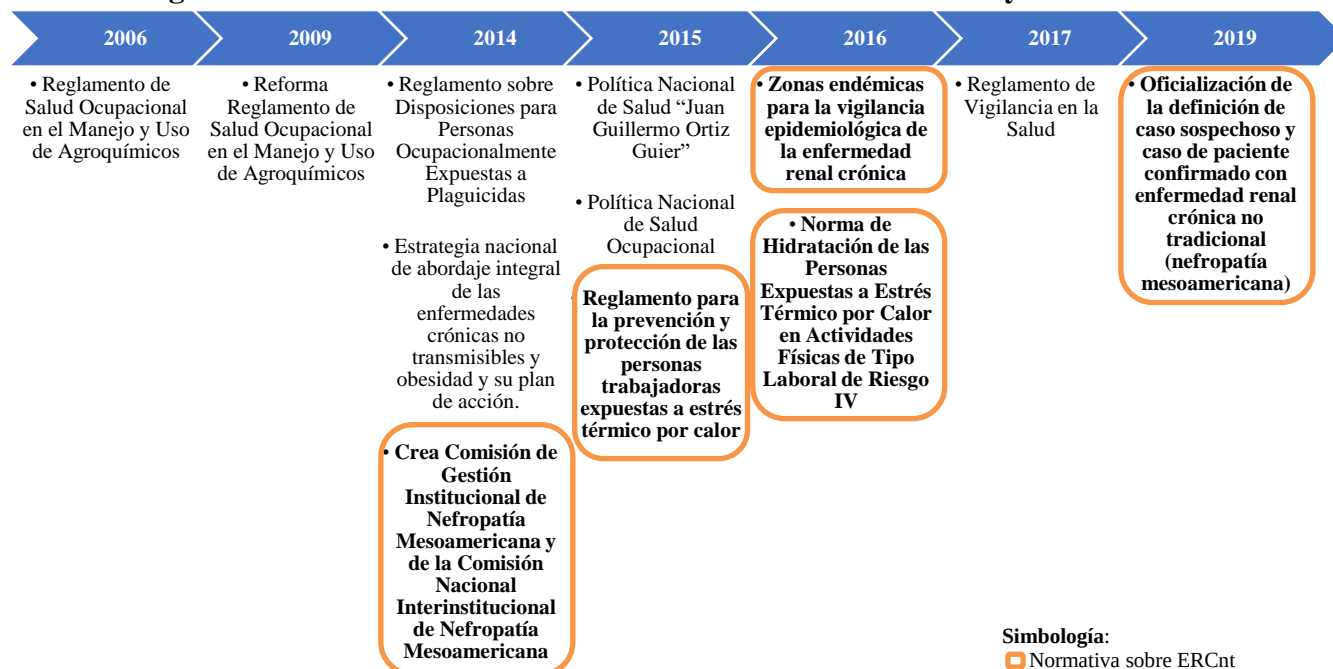 2006
2009
2014
2015
2016
2017
2019
• Reglamento de
Salud Ocupacional
en el Manejo y Uso
de Agroquímicos
• Reforma
Reglamento de
Salud Ocupacional
en el Manejo y Uso
de Agroquímicos
• Reglamento sobre
Disposiciones para
Personas
Ocupacionalmente
Expuestas a
Plaguicidas
• Estrategia nacional
de abordaje integral
de las
enfermedades
crónicas no
transmisibles y
obesidad y su plan
de acción.
• Crea Comisión de
Gestión
Institucional de
Nefropatía
Mesoamericana y
de la Comisión
Nacional
Interinstitucional
de Nefropatía
Mesoamericana
• Política Nacional
de Salud “Juan
Guillermo Ortiz
Guier”
• Política Nacional
de Salud
Ocupacional
Reglamento para
la prevención y
protección de las
personas
trabajadoras
expuestas a estrés
térmico por calor
• Zonas endémicas
para la vigilancia
epidemiológica de
la enfermedad
renal crónica
• Norma de
Hidratación de las
Personas
Expuestas a Estrés
Térmico por Calor
en Actividades
Físicas de Tipo
Laboral de Riesgo
IV
• Reglamento de
Vigilancia en la
Salud
• Oficialización de
la definición de
caso sospechoso y
caso de paciente
confirmado con
enfermedad renal
crónica no
tradicional
(nefropatía
mesoamericana)
Simbología:
Normativa sobre ERCnt